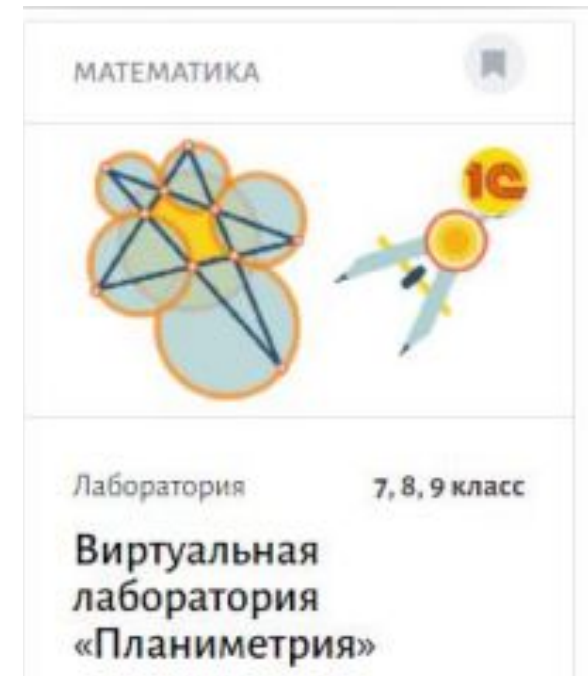 МАТЕМАТИКА
1С
Лаборатория 7, 8, 9 класс
Виртуальная
лаборатория
«Планиметрия»